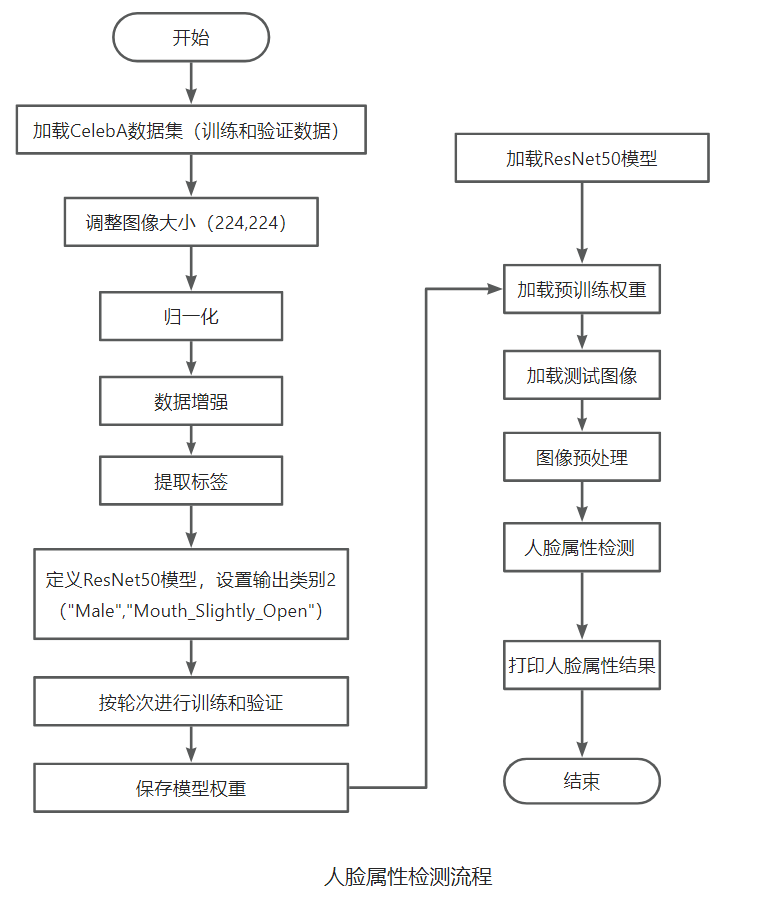 开始
加载CelebA数据集（训练和验证数据）
调整图像大小（224,224）
归一化
数据增强
提取标签
定义ResNet50模型，设置输出类别2
（"Male","Mouth_Slightly_Open"）
按轮次进行训练和验证
保存模型权重
加载ResNet50模型
加载预训练权重
加载测试图像
图像预处理
人脸属性检测
打印人脸属性结果
结束
人脸属性检测流程